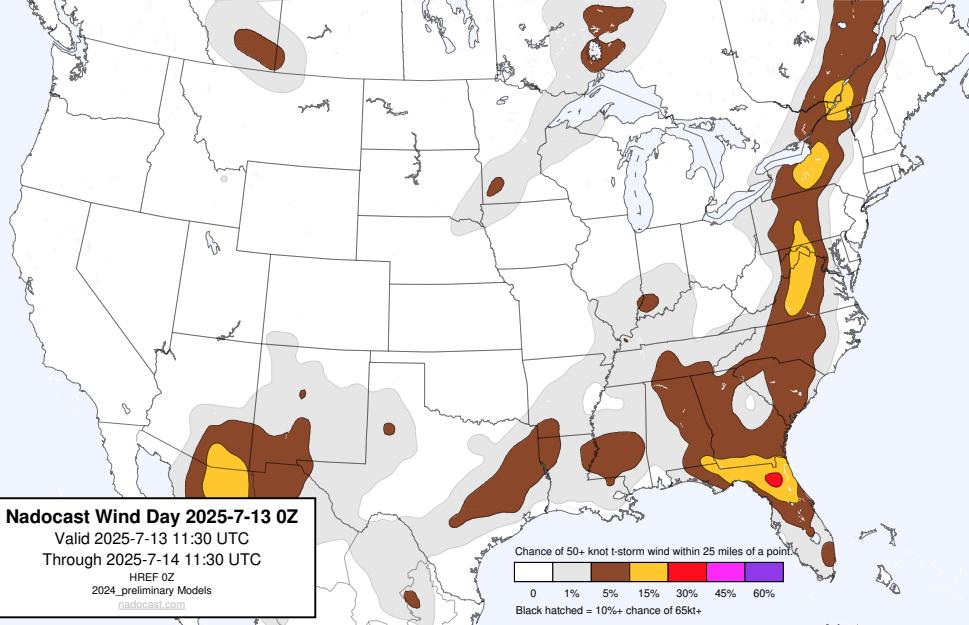 Nadocast Wind Day 2025-7-13 0Z
Valid 2025-7-13 11:30 UTC
Through 2025-7-14 11:30 UTC
HREF 0Z
2024_preliminary Models
nadocast.com
Chance of 50+ knot t-storm wind within 25 miles of a point.
0 1% 5% 15% 30% 45% 60%
Black hatched = 10%+ chance of 65kt+